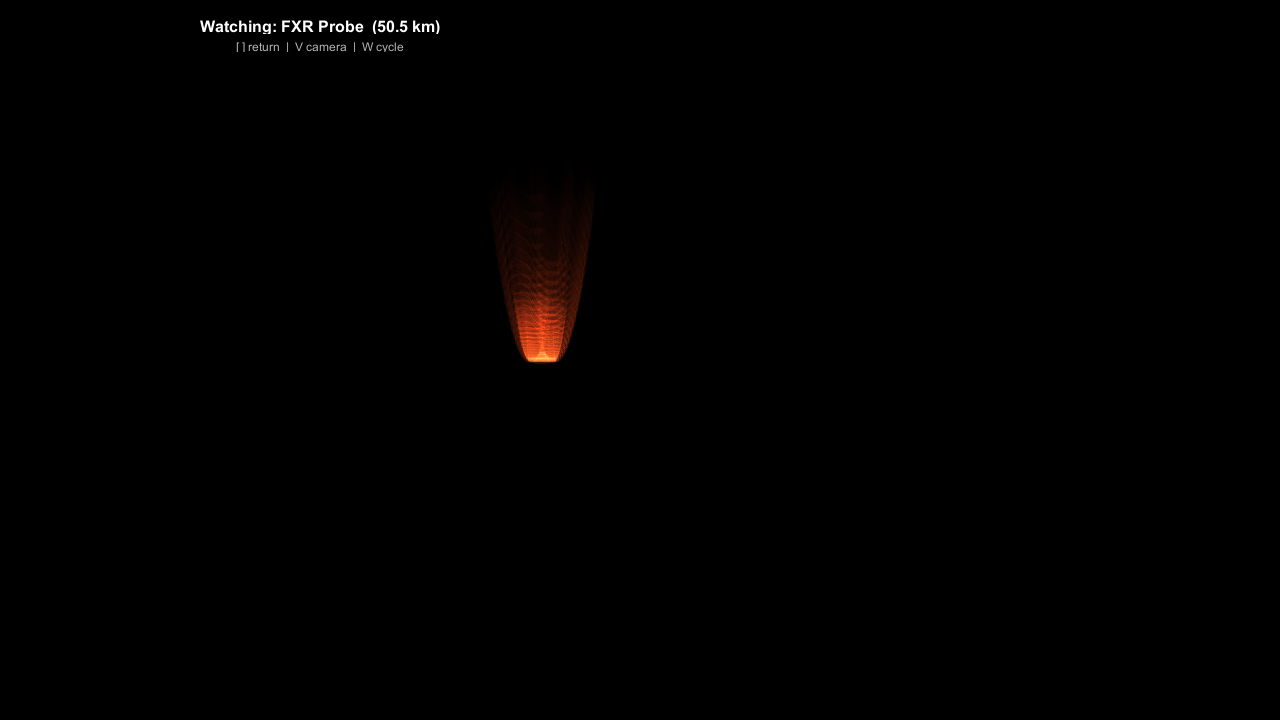 Watching: FXR Probe (50.5 km)
[ ] return | V camera | W cycle